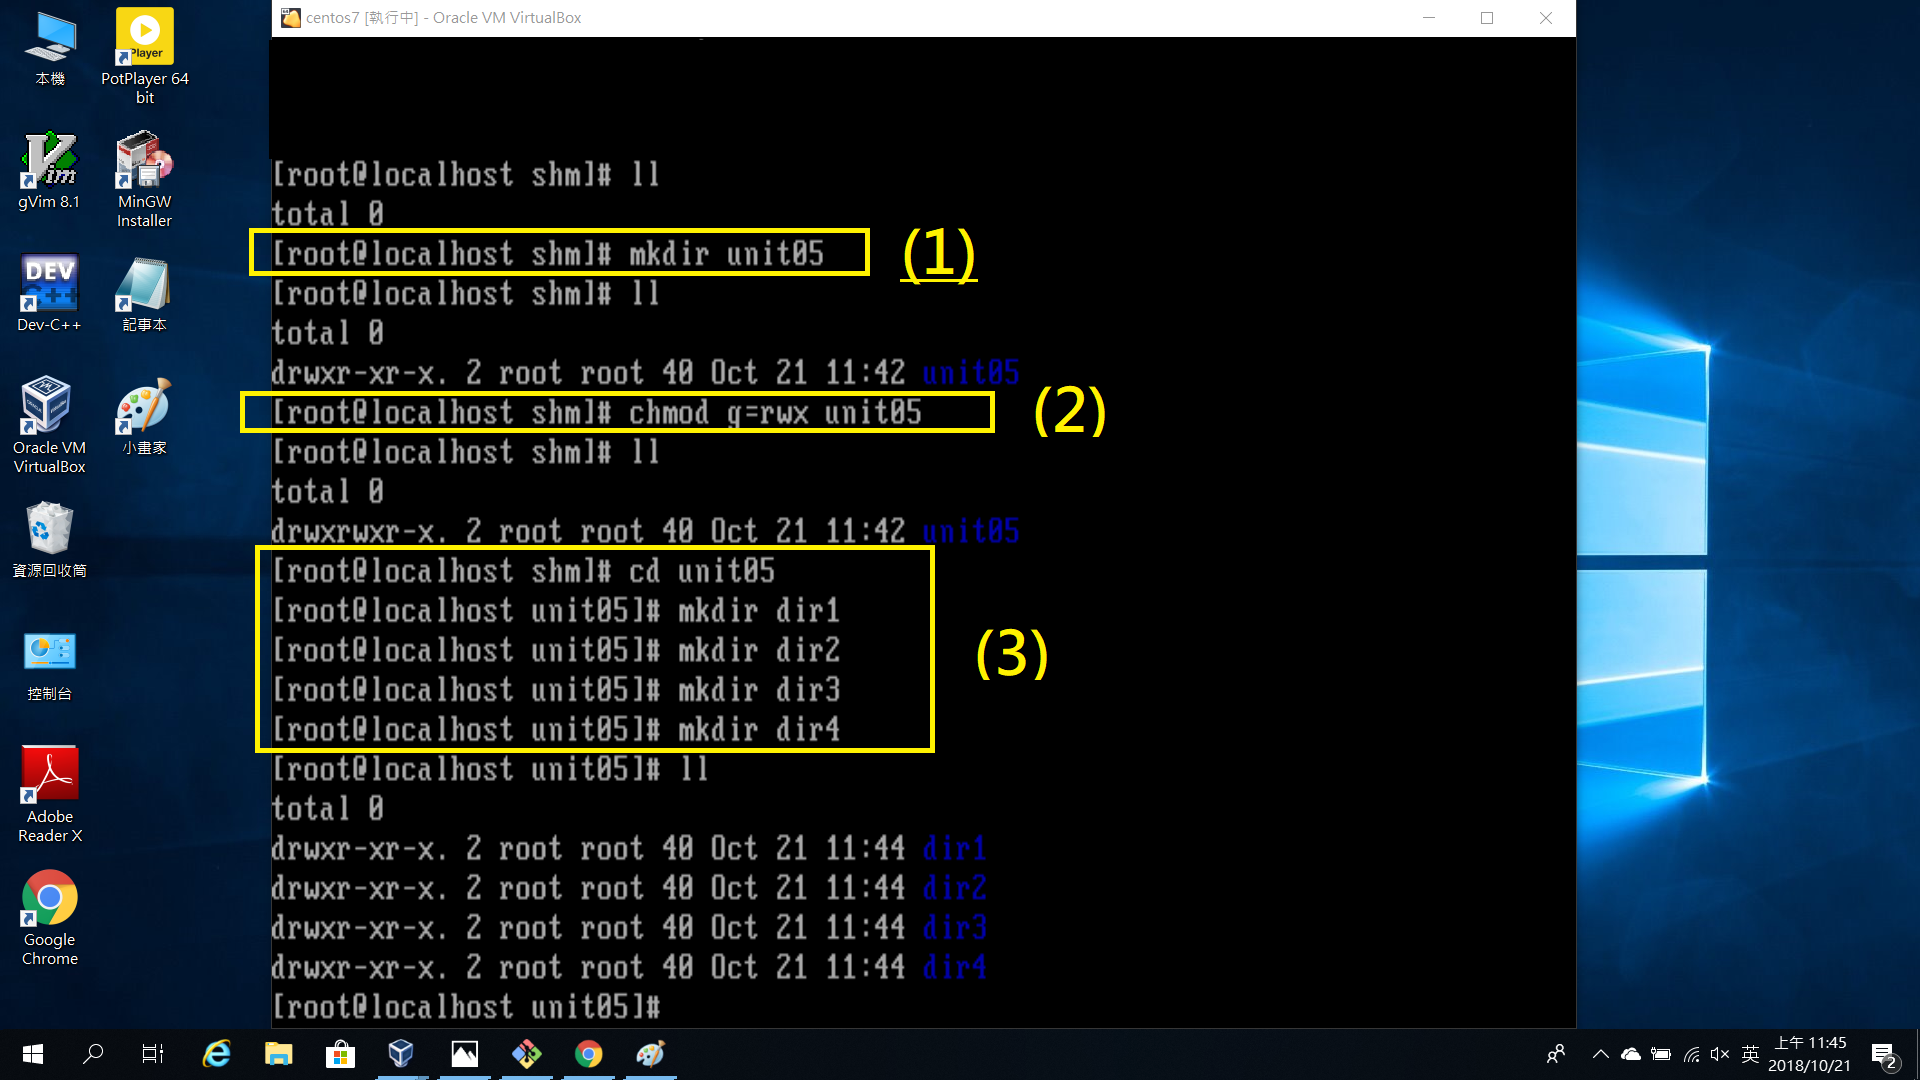 centos7 [執行中] - Oracle VM VirtualBox
本機
PotPlayer 64
bit
gVim 8.1
MinGW
Installer
Dev-C++
記事本
Oracle VM
VirtualBox
小畫家
資源回收筒
控制台
Adobe
Reader X
Google
Chrome
[root@localhost shm]# ll
total 0
[root@localhost shm]# mkdir unit05
(1)
[root@localhost shm]# ll
total 0
drwxr-xr-x. 2 root root 40 Oct 21 11:42 unit05
[root@localhost shm]# chmod g=rwx unit05
(2)
[root@localhost shm]# ll
total 0
drwxrwxr-x. 2 root root 40 Oct 21 11:42 unit05
[root@localhost shm]# cd unit05
[root@localhost unit05]# mkdir dir1
[root@localhost unit05]# mkdir dir2
(3)
[root@localhost unit05]# mkdir dir3
[root@localhost unit05]# mkdir dir4
[root@localhost unit05]# ll
total 0
drwxr-xr-x. 2 root root 40 Oct 21 11:44 dir1
drwxr-xr-x. 2 root root 40 Oct 21 11:44 dir2
drwxr-xr-x. 2 root root 40 Oct 21 11:44 dir3
drwxr-xr-x. 2 root root 40 Oct 21 11:44 dir4
[root@localhost unit05]#
英
上午 11:45
2018/10/21
2
Player
DEV
C++
Vim
ORACLE